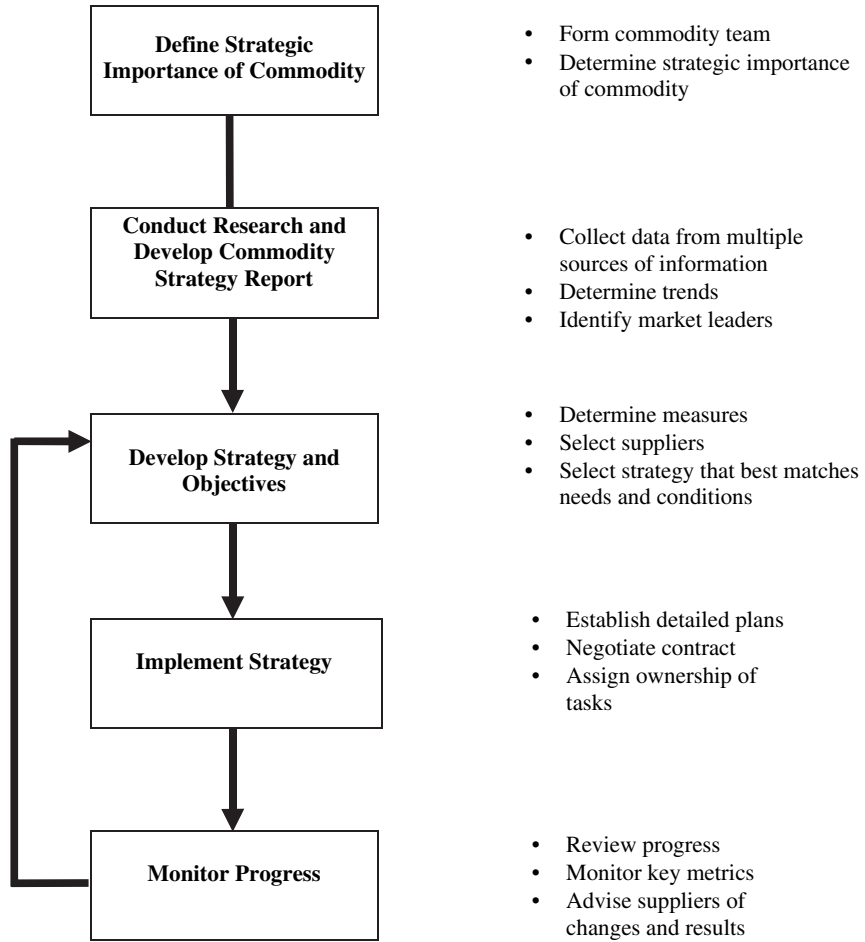 Define Strategic
Importance of Commodity
• Form commodity team
• Determine strategic importance
of commodity
Conduct Research and
Develop Commodity
Strategy Report
• Collect data from multiple
sources of information
• Determine trends
• Identify market leaders
Develop Strategy and
Objectives
• Determine measures
• Select suppliers
• Select strategy that best matches
needs and conditions
Implement Strategy
• Establish detailed plans
• Negotiate contract
• Assign ownership of
tasks
Monitor Progress
• Review progress
• Monitor key metrics
• Advise suppliers of
changes and results